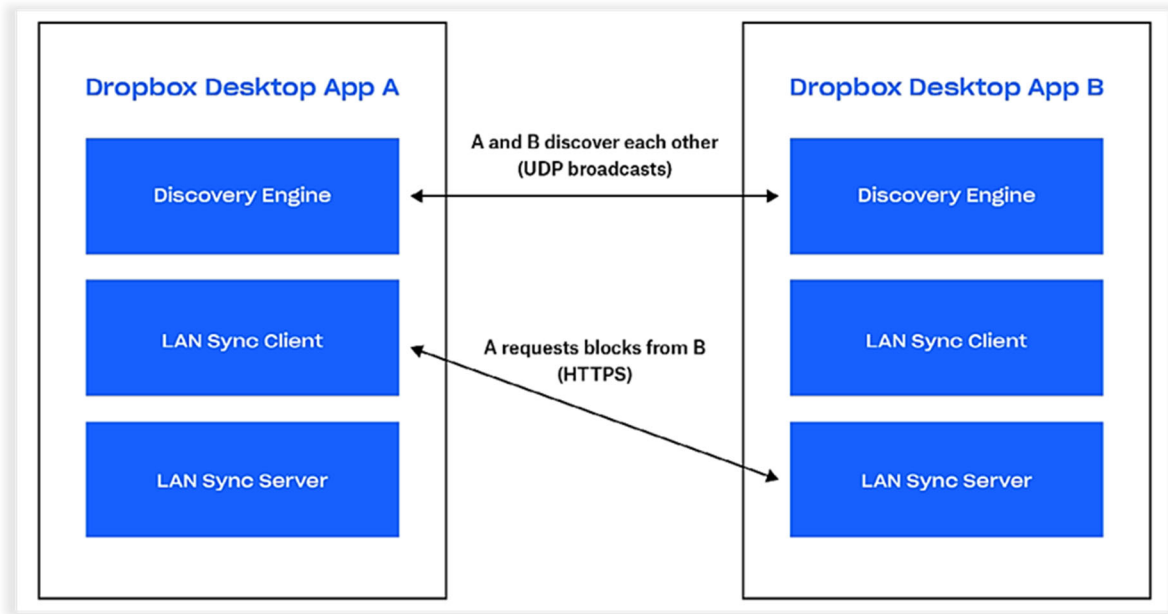 Dropbox Desktop App A
Discovery Engine
LAN Sync Client
LAN Sync Server
A and B discover each other
(UDP broadcasts)
A requests blocks from B
(HTTPS)
Dropbox Desktop App B
Discovery Engine
LAN Sync Client
LAN Sync Server